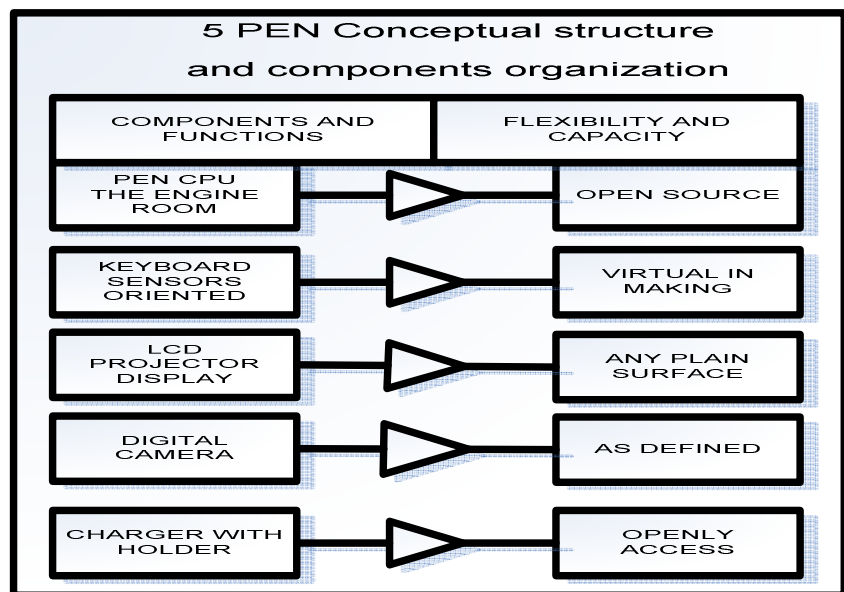 5 PEN Conceptual structure
and components organization
COMPONENTS AND
FUNCTIONS
FLEXIBILITY AND
CAPACITY
PEN CPU
THE ENGINE
ROOM
OPEN SOURCE
KEYBOARD
SENSORS
ORIENTED
VIRTUAL IN
MAKING
LCD
PROJECTOR
DISPLAY
ANY PLAIN
SURFACE
DIGITAL
CAMERA
AS DEFINED
CHARGER WITH
HOLDER
OPENLY
ACCESS